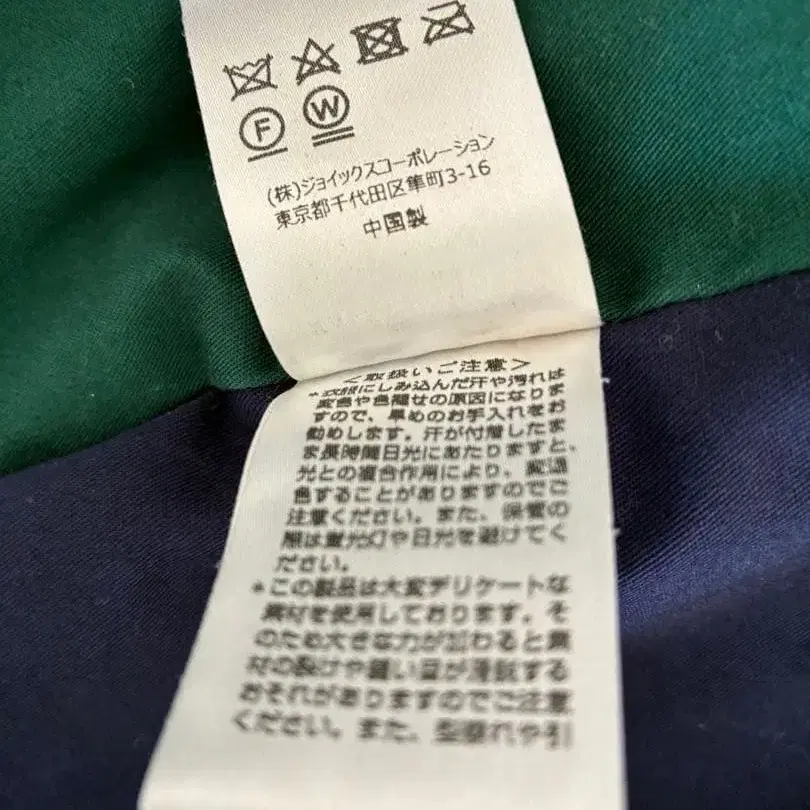 F W
(株)ジョイックスコーポレーション
東京都千代田区隼町3-16
中国製
<取扱いご注意>
*衣服にしみ込んだ汗や汚れは
変色や色褪せの原因になりま
すので、早めのお手入れをお
勧めします。汗が付着したま
ま長時間日光にあたりますと、
光との複合作用により、変退
色することがありますのでご
注意ください。また、保管の
際は蛍光灯や日光を避けてく
ださい。
*この製品は大変デリケートな
素材を使用しております。そ
のため大きな力が加わると素
材の裂けや縫い目が滑脱する
おそれがありますのでご注意
ください。また、型崩れや引